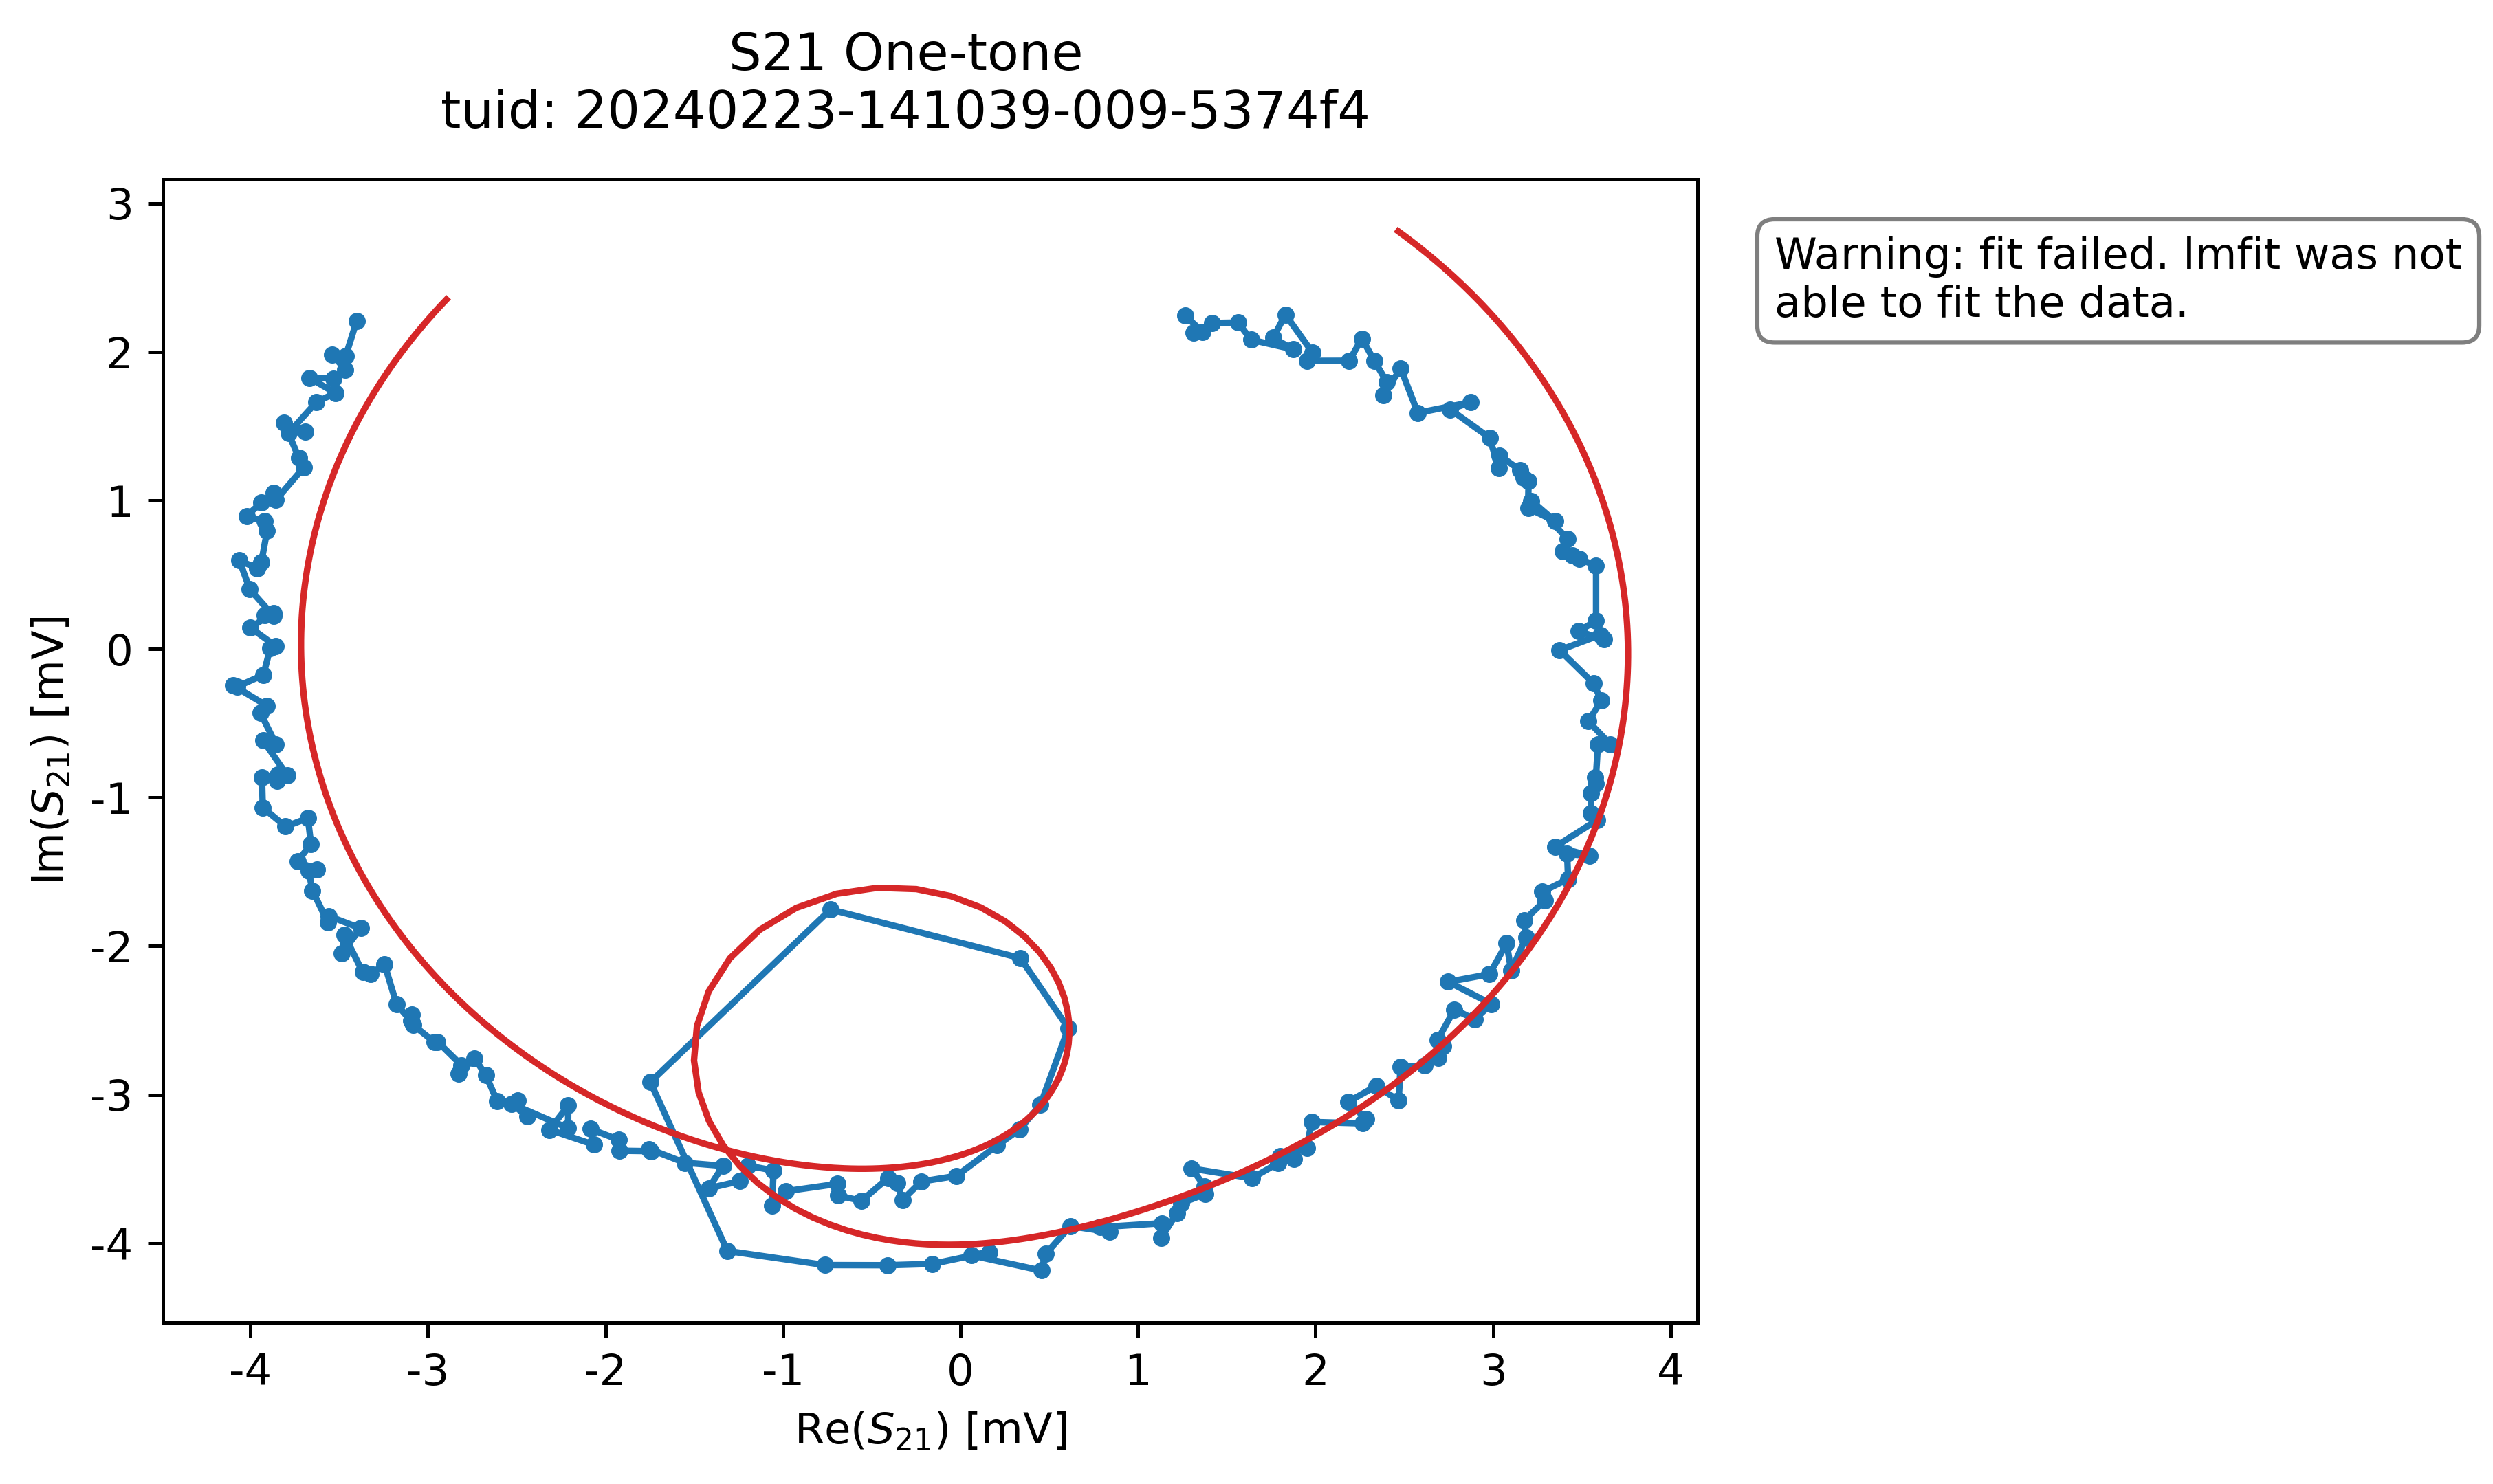 S21 One-tone
tuid: 20240223-141039-009-5374f4
Warning: fit failed. lmfit was not
able to fit the data.
3
2
1
0
-1
-2
-3
-4
Im(S21) [mV]
-4 -3 -2 -1 0 1 2 3 4
Re(S21) [mV]